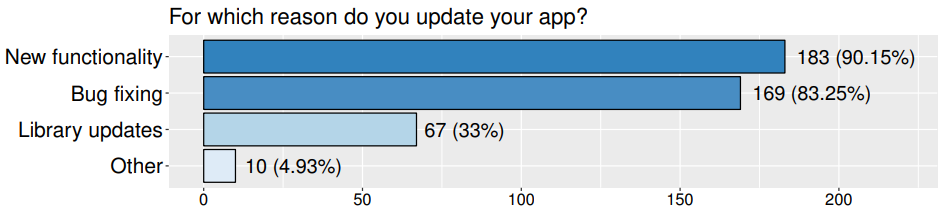 For which reason do you update your app?
New functionality 183 (90.15%)
Bug fixing 169 (83.25%)
Library updates 67 (33%)
Other 10 (4.93%)
0 50 100 150 200